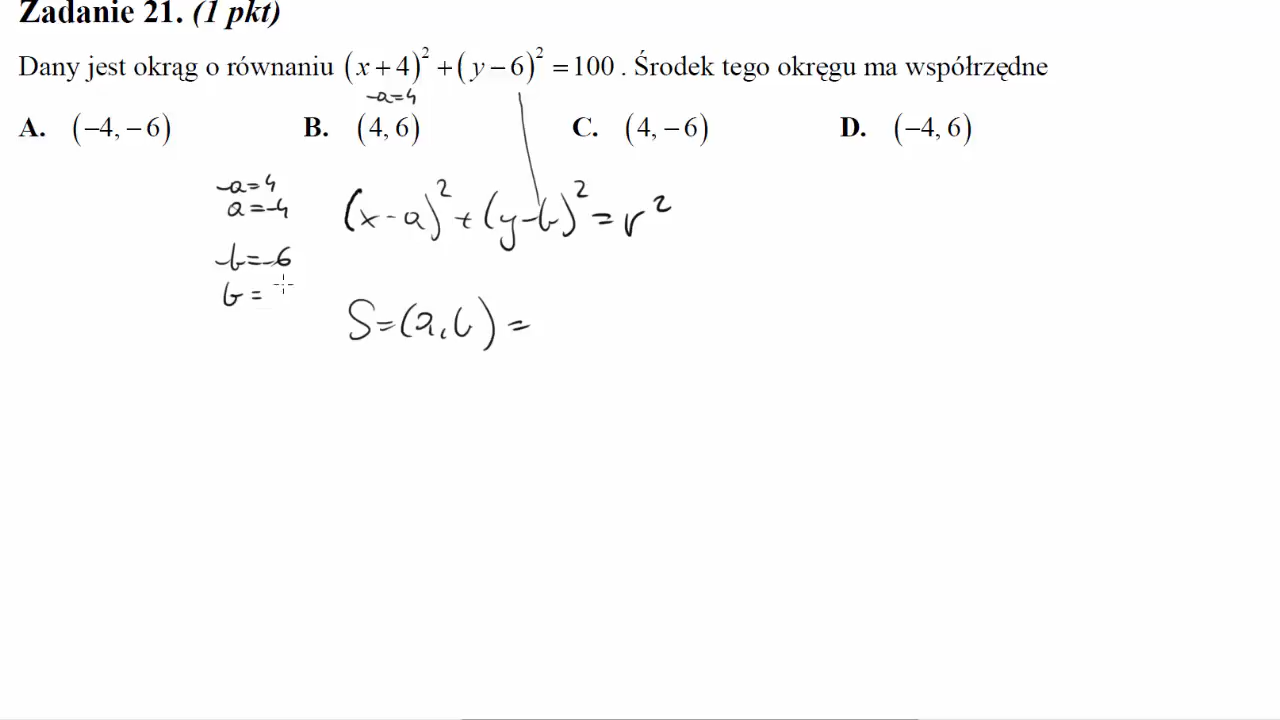 Zadanie 21. (1 pkt)
Dany jest okrąg o równaniu (x+4)² + (y−6)² = 100. Środek tego okręgu ma współrzędne
-a=4
A. (−4, −6) B. (4, 6) C. (4, −6) D. (−4, 6)
-a=4
a=-4
(x-a)²+(y-b)²=r²
-b=-6
b=
S=(a,b)=